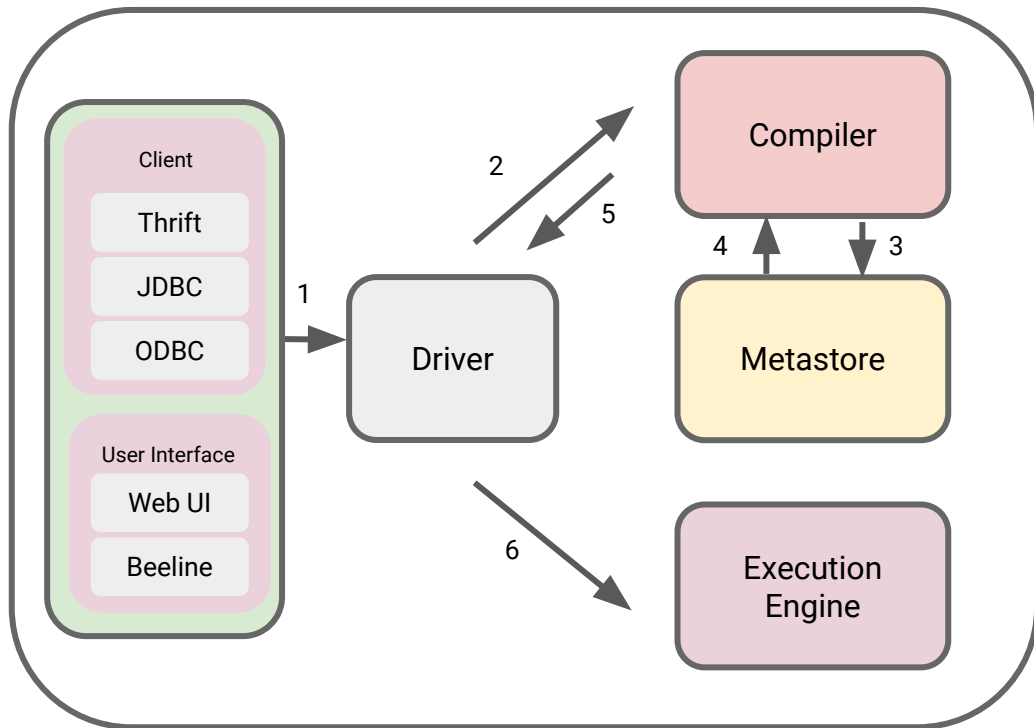 Client
Thrift
JDBC
ODBC
User Interface
Web UI
Beeline
1
Driver
2
5
Compiler
4
3
Metastore
6
Execution
Engine